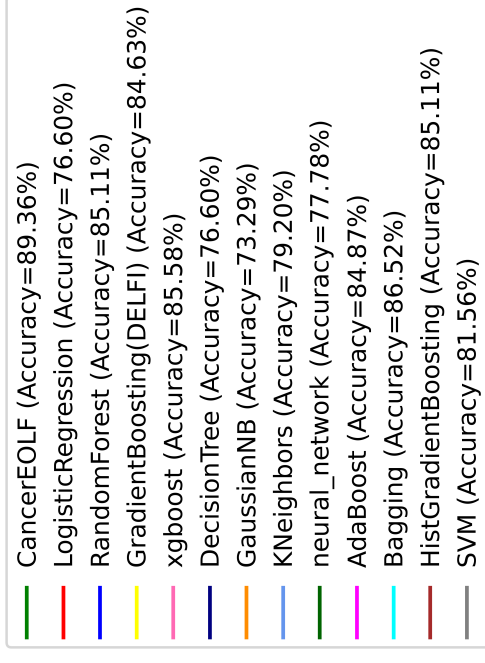 CancerEOLF (Accuracy=89.36%)
LogisticRegression (Accuracy=76.60%)
RandomForest (Accuracy=85.11%)
GradientBoosting(DELFI) (Accuracy=84.63%)
xgboost (Accuracy=85.58%)
DecisionTree (Accuracy=76.60%)
GaussianNB (Accuracy=73.29%)
KNeighbors (Accuracy=79.20%)
neural_network (Accuracy=77.78%)
AdaBoost (Accuracy=84.87%)
Bagging (Accuracy=86.52%)
HistGradientBoosting (Accuracy=85.11%)
SVM (Accuracy=81.56%)